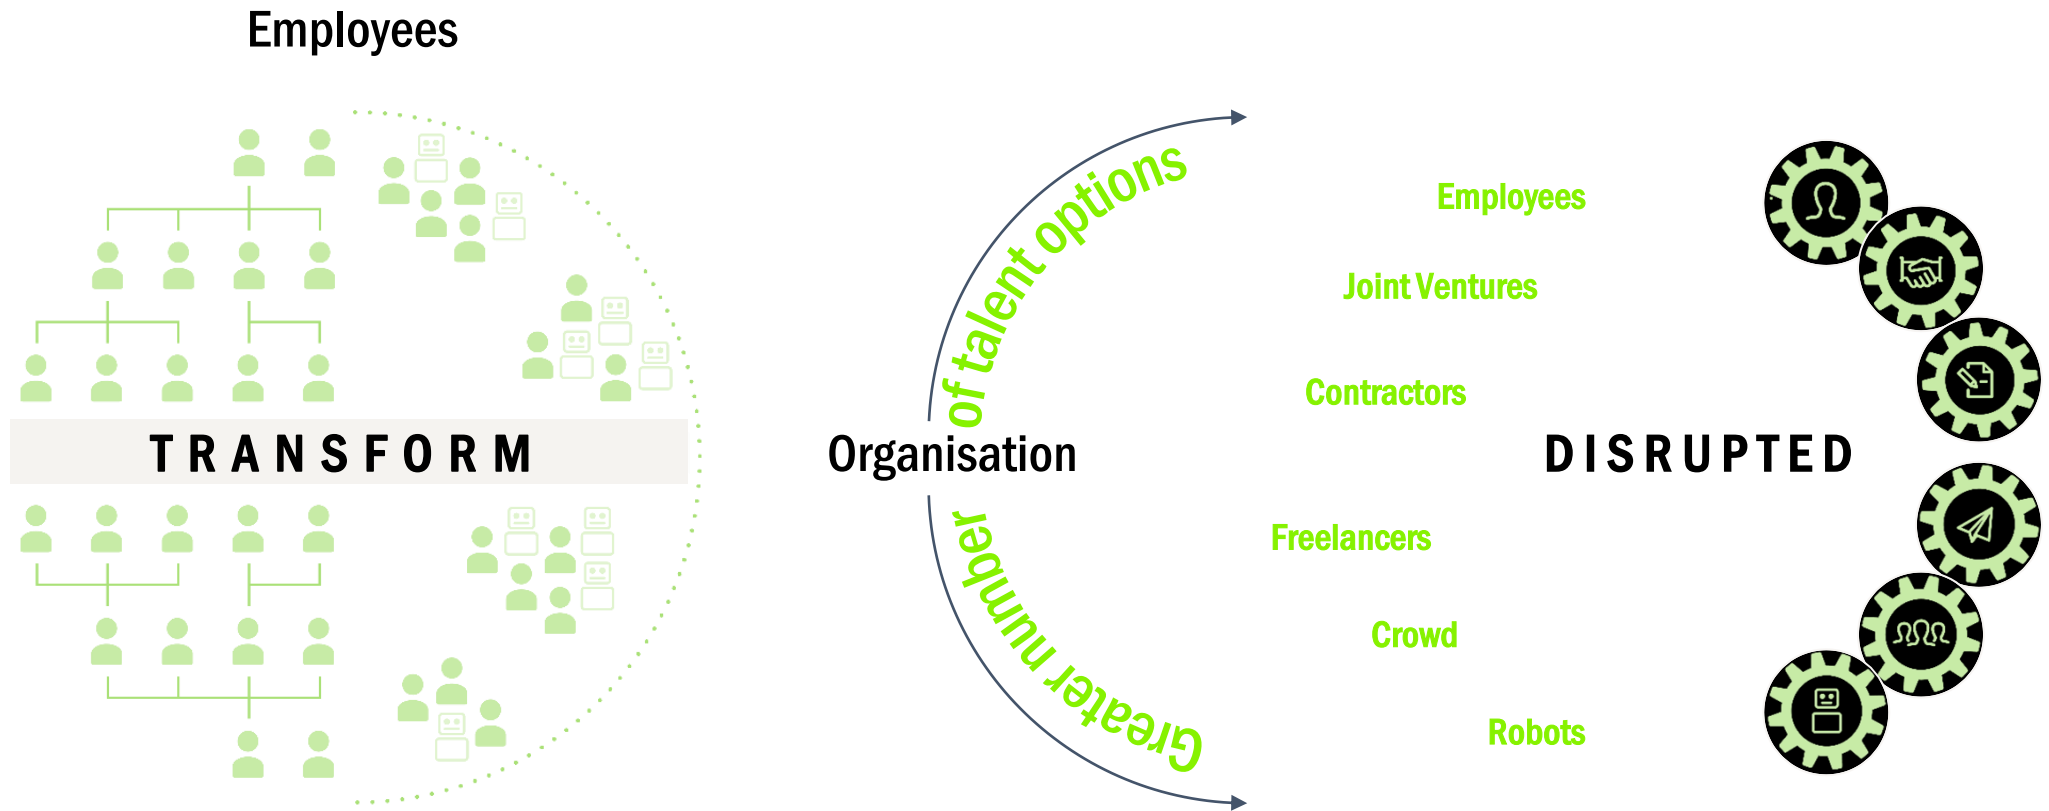 Employees
TRANSFORM
Organisation
Greater number of talent options
Employees
Joint Ventures
Contractors
DISRUPTED
Freelancers
Crowd
Robots